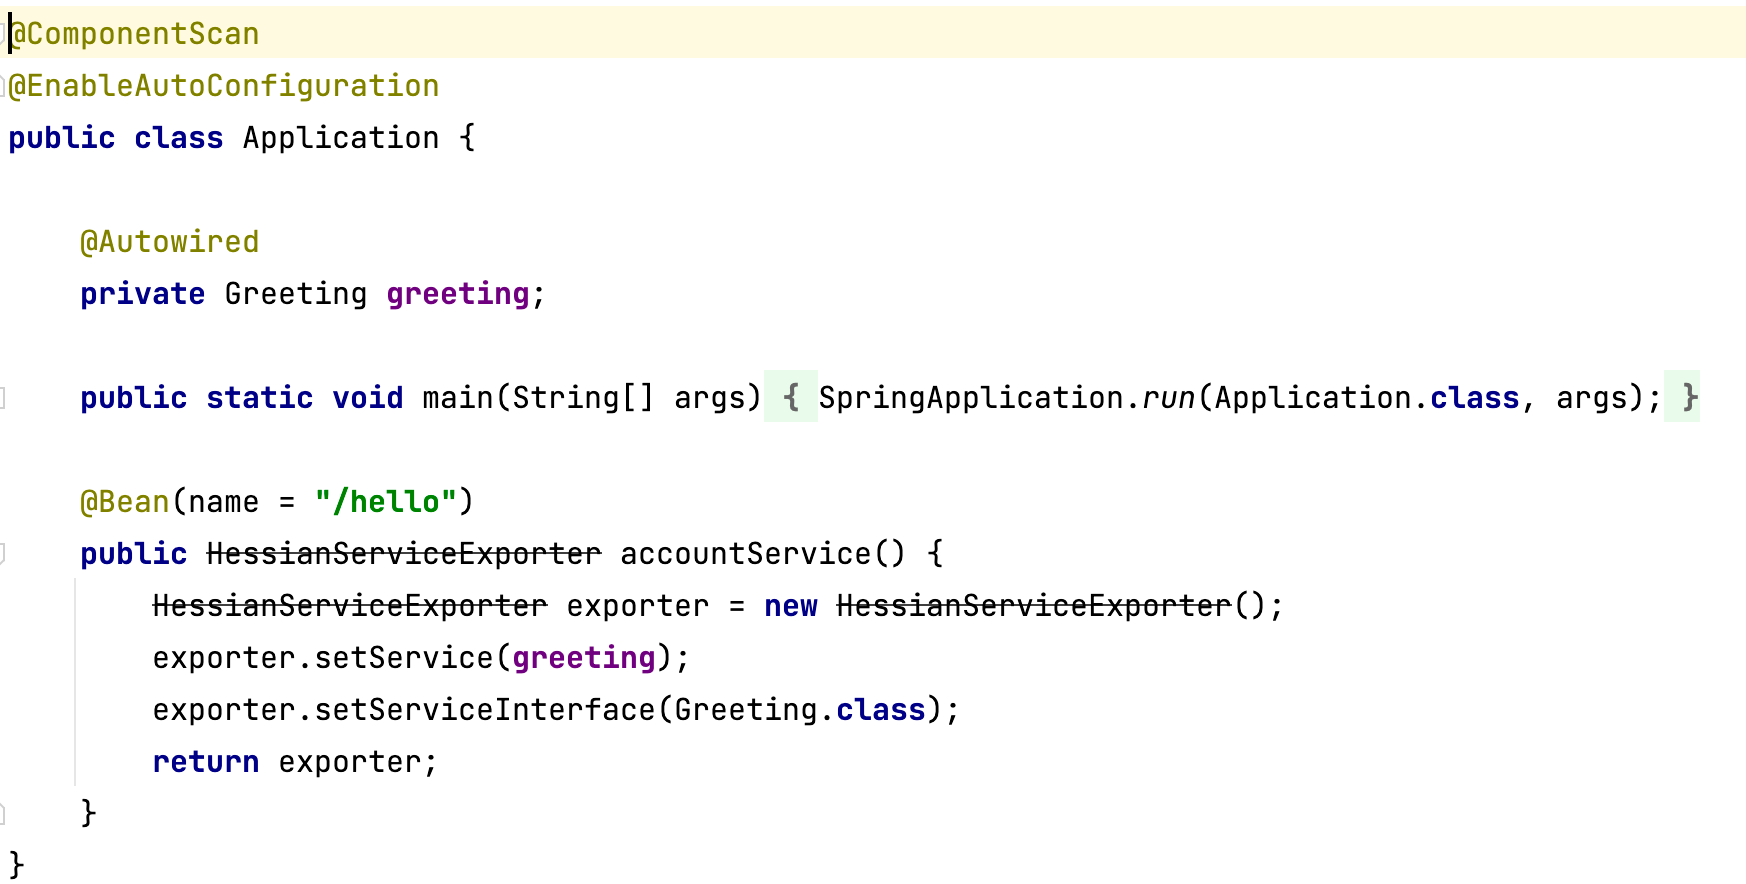 @ComponentScan
@EnableAutoConfiguration
public class Application {
@Autowired
private Greeting greeting;
public static void main(String[] args) { SpringApplication.run(Application.class, args); }
@Bean(name = "/hello")
public HessianServiceExporter accountService() {
HessianServiceExporter exporter = new HessianServiceExporter();
exporter.setService(greeting);
exporter.setServiceInterface(Greeting.class);
return exporter;
}
}